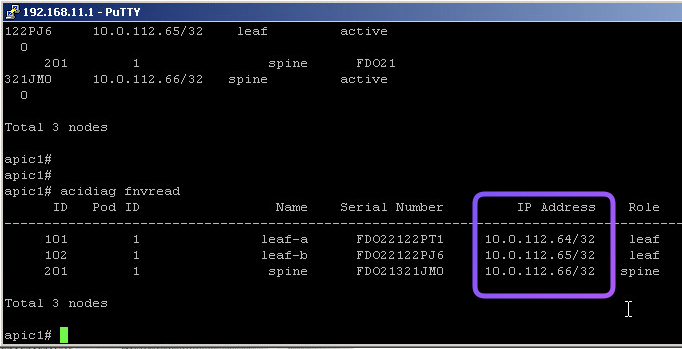 192.168.11.1 - PuTTY
122PJ6 10.0.112.65/32 leaf active
0
201 1 spine FDO21
321JM0 10.0.112.66/32 spine active
0
Total 3 nodes
apic1#
apic1#
apic1# acidiag fnvread
ID Pod ID Name Serial Number IP Address Role
--------------------------------------------------------------------------------
101 1 leaf-a FDO22122PT1 10.0.112.64/32 leaf
102 1 leaf-b FDO22122PJ6 10.0.112.65/32 leaf
201 1 spine FDO21321JM0 10.0.112.66/32 spine
Total 3 nodes
apic1#